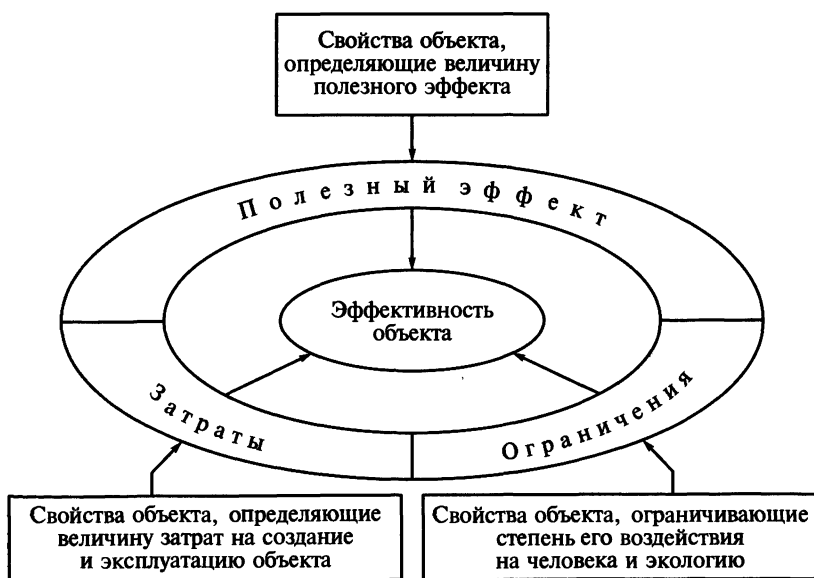 Свойства объекта,
определяющие величину
полезного эффекта
Полезный эффект
Эффективность
объекта
Затраты
Ограничения
Свойства объекта, определяющие
величину затрат на создание
и эксплуатацию объекта
Свойства объекта, ограничивающие
степень его воздействия
на человека и экологию